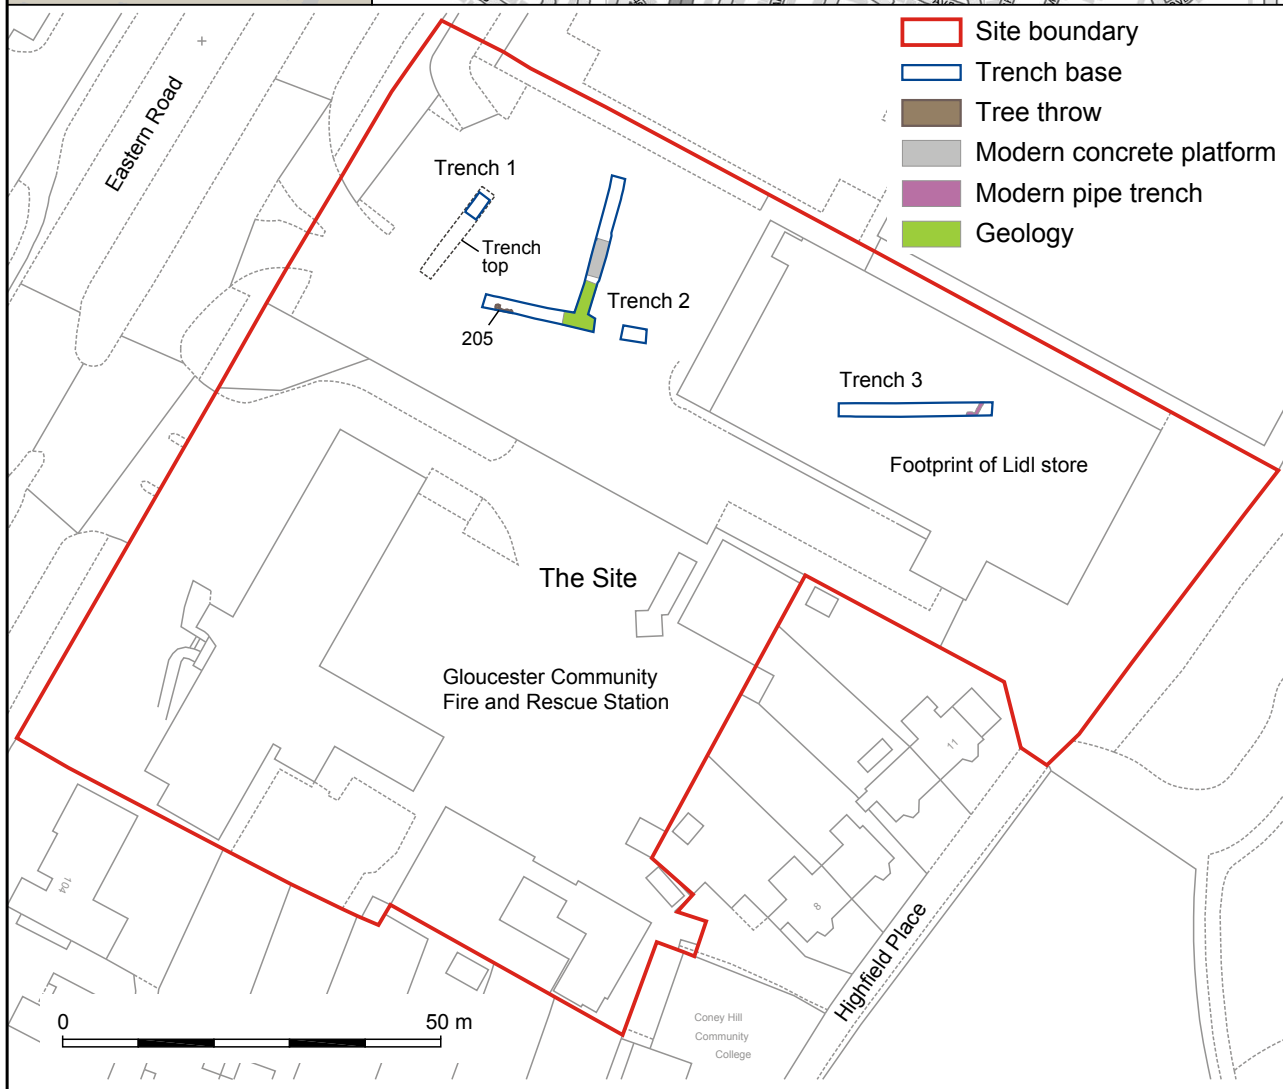 Site boundary
Trench base
Tree throw
Modern concrete platform
Modern pipe trench
Geology
Eastern Road
Trench 1
Trench
top
Trench 2
205
Trench 3
Footprint of Lidl store
The Site
Gloucester Community
Fire and Rescue Station
11
8
104
Highfield Place
Coney Hill
Community
College
0
50 m